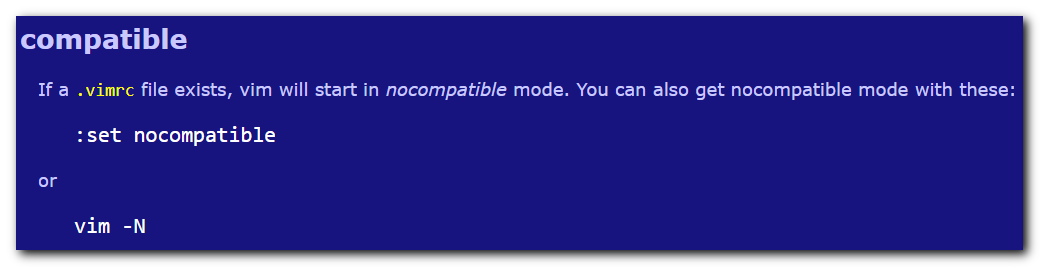 compatible
If a .vimrc file exists, vim will start in nocompatible mode. You can also get nocompatible mode with these:
:set nocompatible
or
vim -N